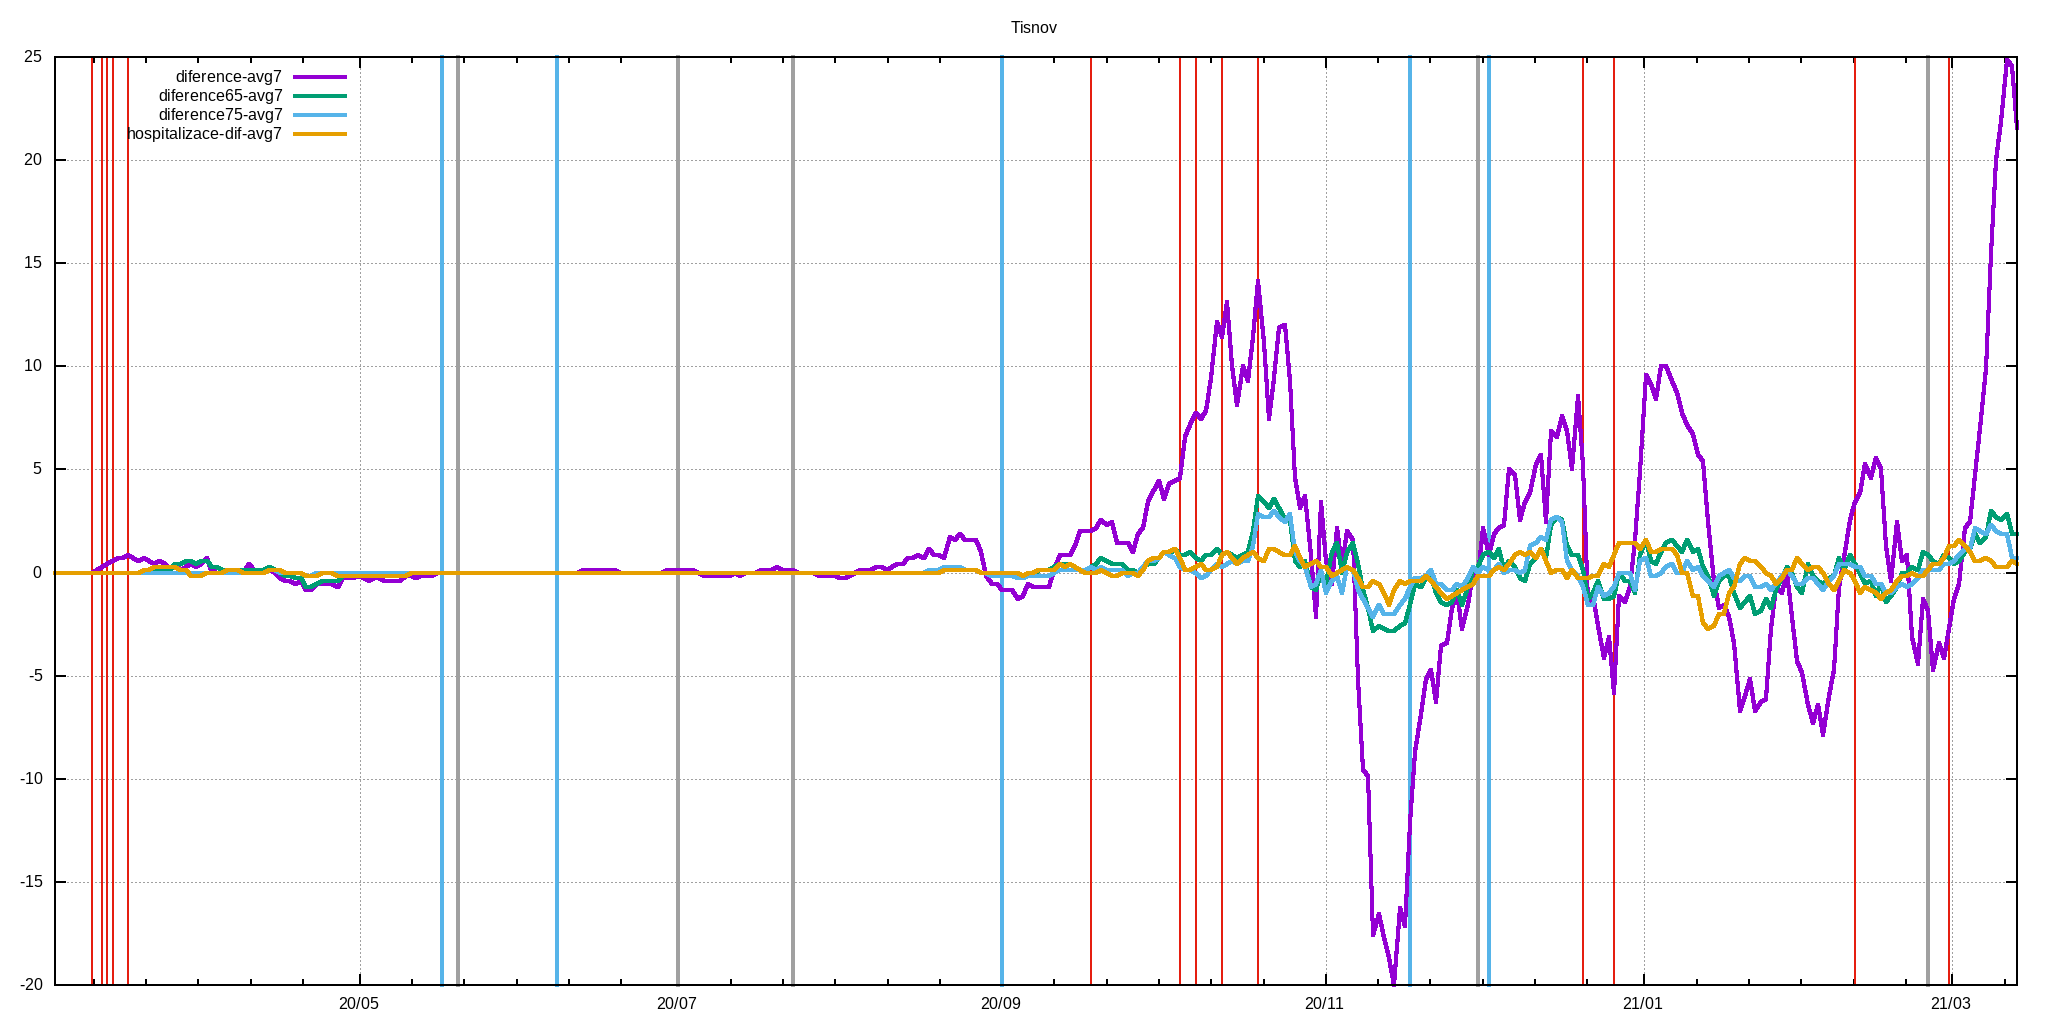 Tisnov
25
diference-avg7
diference65-avg7
diference75-avg7
hospitalizace-dif-avg7
20
15
10
5
0
-5
-10
-15
-20
20/05 20/07 20/09 20/11 21/01 21/03